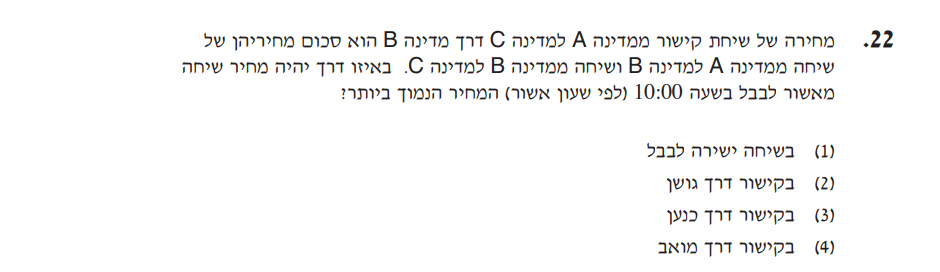 22. מחירה של שיחת קישור ממדינה A למדינה C דרך מדינה B הוא סכום מחיריהן של
שיחה ממדינה A למדינה B ושיחה ממדינה B למדינה C. באיזו דרך יהיה מחיר שיחה
מאשור לבבל בשעה 10:00 (לפי שעון אשור) המחיר הנמוך ביותר?
(1) בשיחה ישירה לבבל
(2) בקישור דרך גושן
(3) בקישור דרך כנען
(4) בקישור דרך מואב